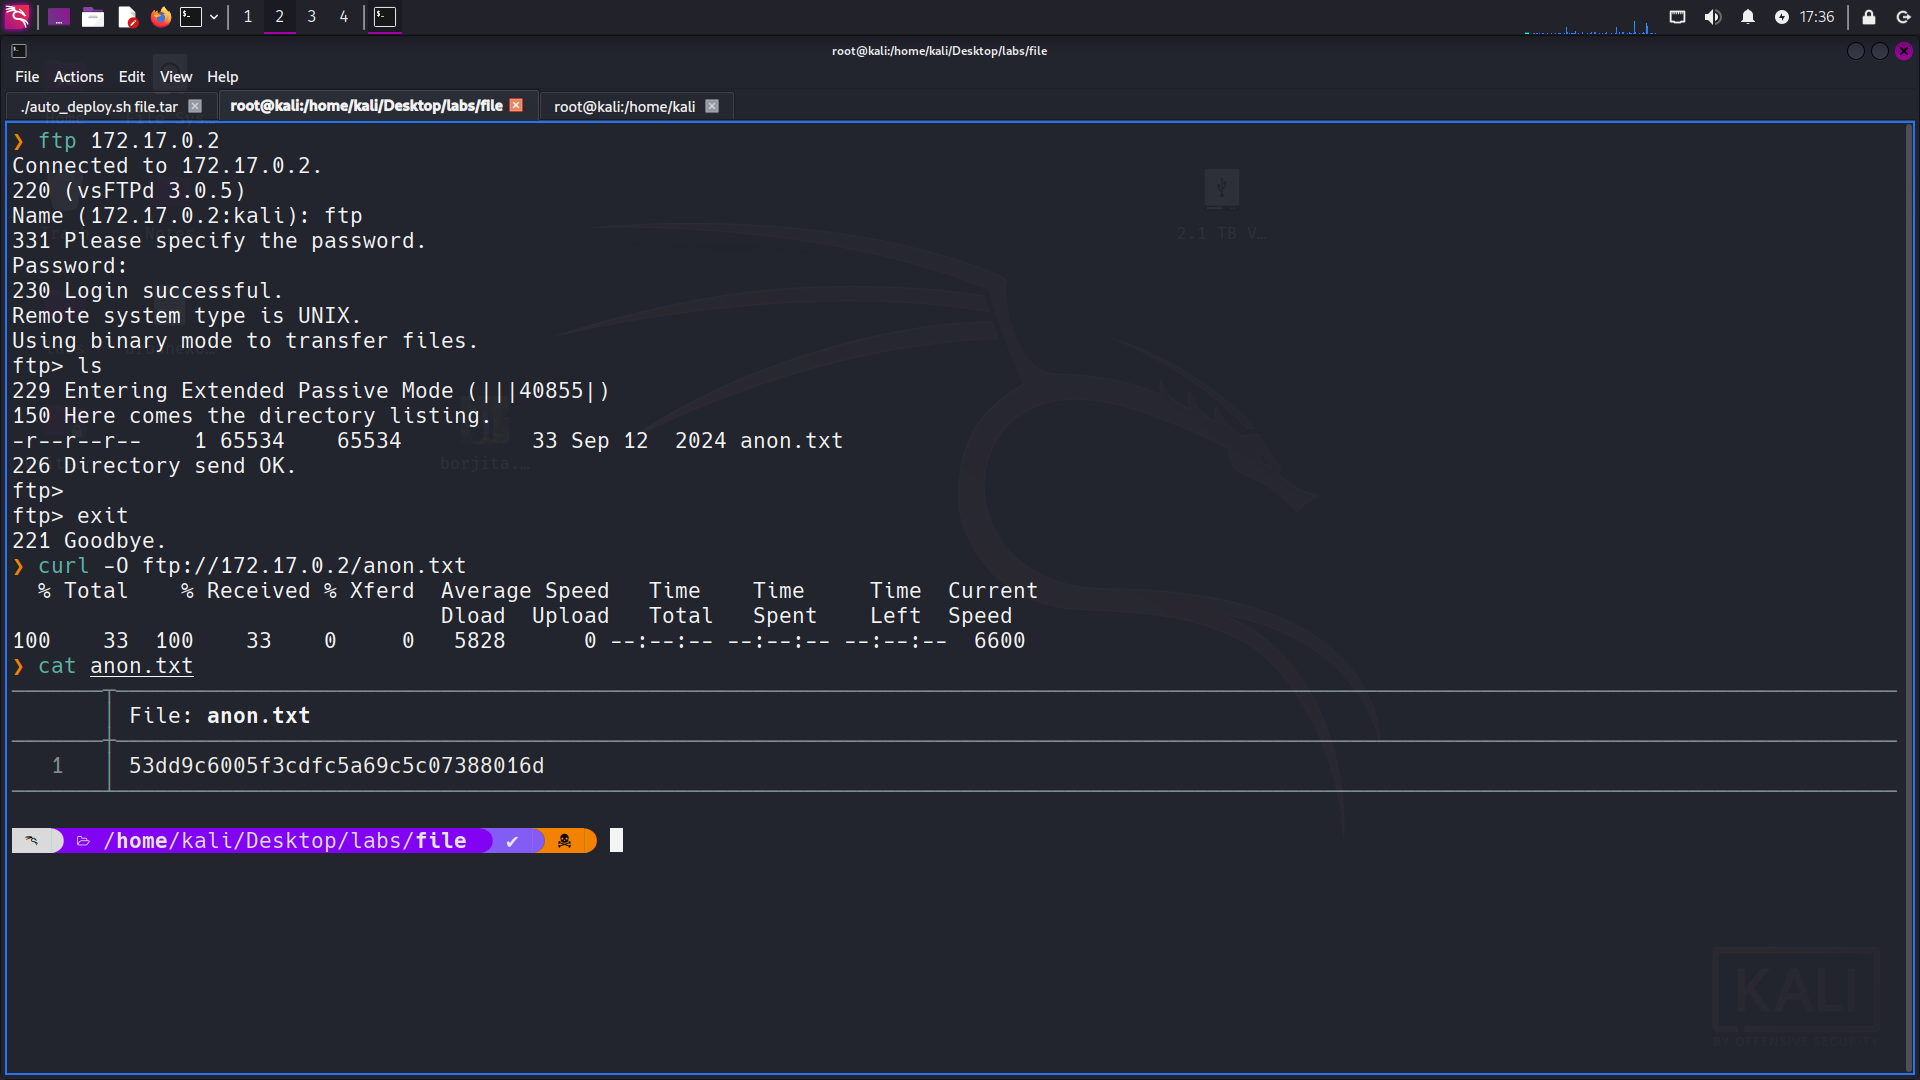 1 2 3 4 17:36
root@kali:/home/kali/Desktop/labs/file
File Actions Edit View Help
./auto_deploy.sh file.tar root@kali:/home/kali/Desktop/labs/file root@kali:/home/kali
❯ ftp 172.17.0.2
Connected to 172.17.0.2.
220 (vsFTPd 3.0.5)
Name (172.17.0.2:kali): ftp
331 Please specify the password.
Password:
230 Login successful.
Remote system type is UNIX.
Using binary mode to transfer files.
ftp> ls
229 Entering Extended Passive Mode (|||40855|)
150 Here comes the directory listing.
-r--r--r--    1 65534    65534          33 Sep 12  2024 anon.txt
226 Directory send OK.
ftp>
ftp> exit
221 Goodbye.
❯ curl -O ftp://172.17.0.2/anon.txt
  % Total    % Received % Xferd  Average Speed   Time    Time     Time  Current
                                 Dload  Upload   Total   Spent    Left  Speed
100    33  100    33    0     0   5828      0 --:--:-- --:--:-- --:--:--  6600
❯ cat anon.txt
File: anon.txt
1 53dd9c6005f3cdfc5a69c5c07388016d
/home/kali/Desktop/labs/file ✔
2.1 TB V...
borjita....
KALI
BY OFFENSIVE SECURITY